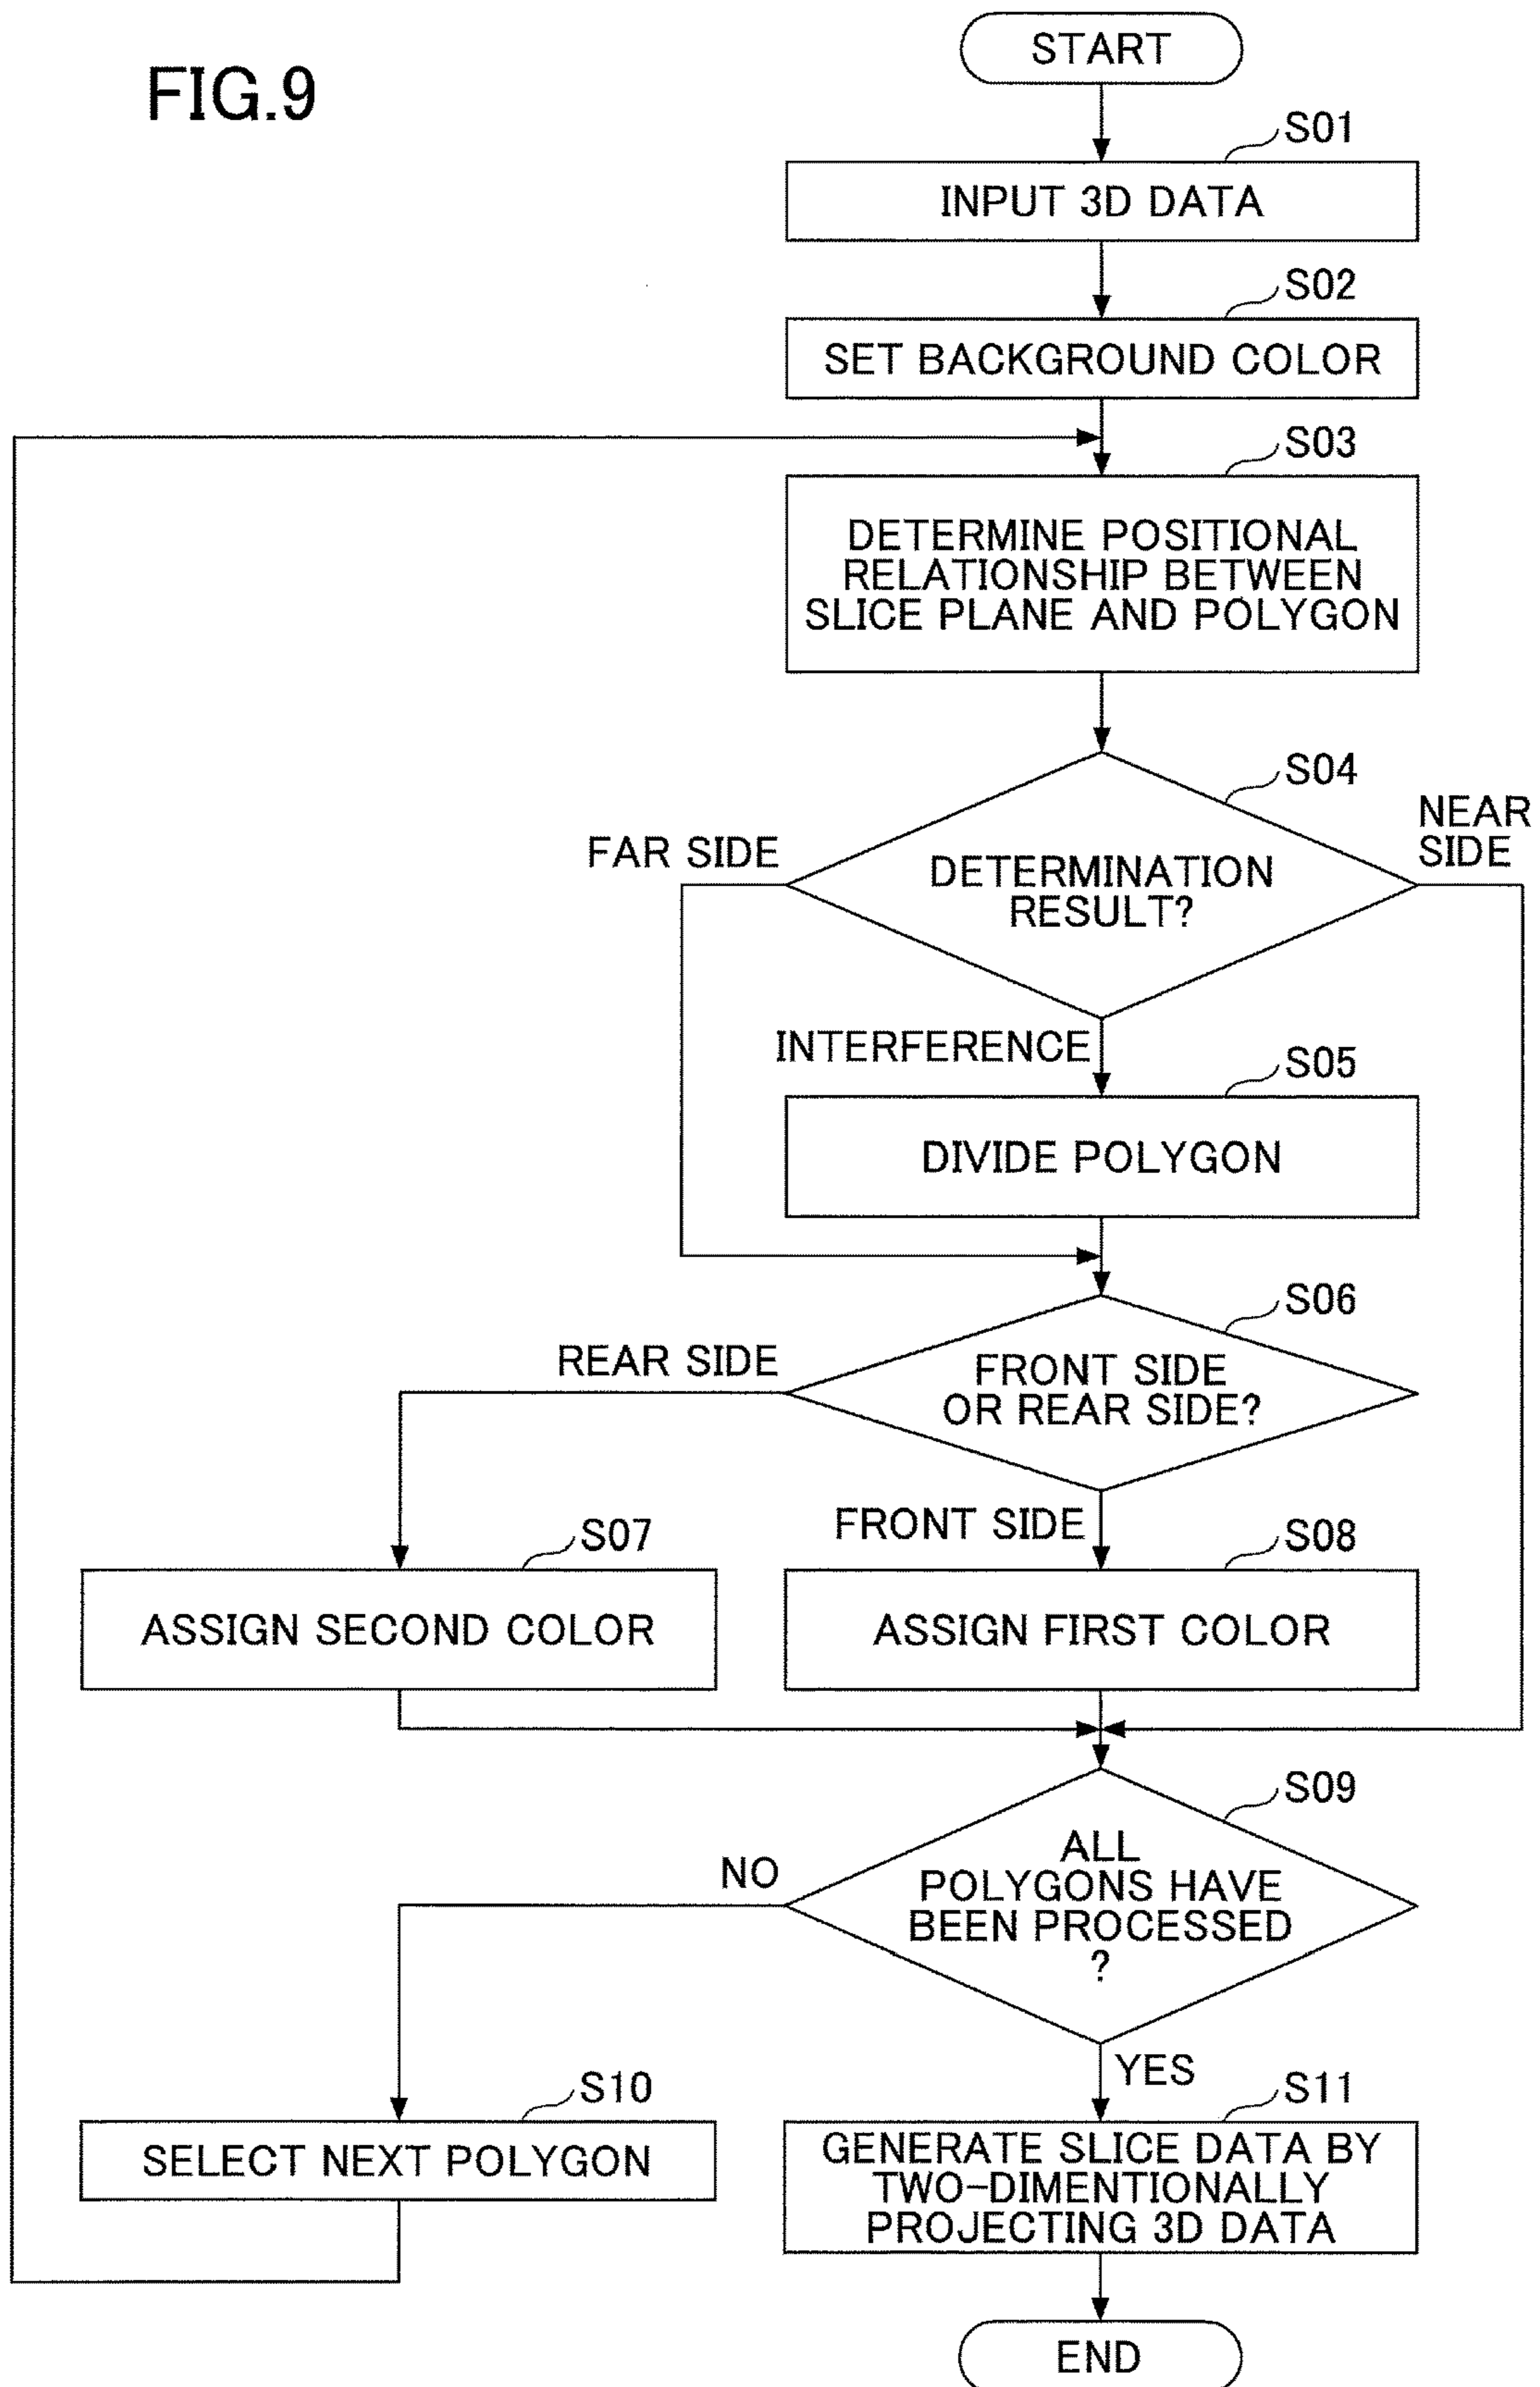 FIG.9
START
S01
INPUT 3D DATA
S02
SET BACKGROUND COLOR
S03
DETERMINE POSITIONAL
RELATIONSHIP BETWEEN
SLICE PLANE AND POLYGON
S04
NEAR
SIDE
FAR SIDE
DETERMINATION
RESULT?
INTERFERENCE
S05
DIVIDE POLYGON
S06
REAR SIDE
FRONT SIDE
OR REAR SIDE?
FRONT SIDE
S07
S08
ASSIGN SECOND COLOR
ASSIGN FIRST COLOR
S09
ALL
POLYGONS HAVE
BEEN PROCESSED
?
NO
YES
S10
S11
SELECT NEXT POLYGON
GENERATE SLICE DATA BY
TWO-DIMENTIONALLY
PROJECTING 3D DATA
END